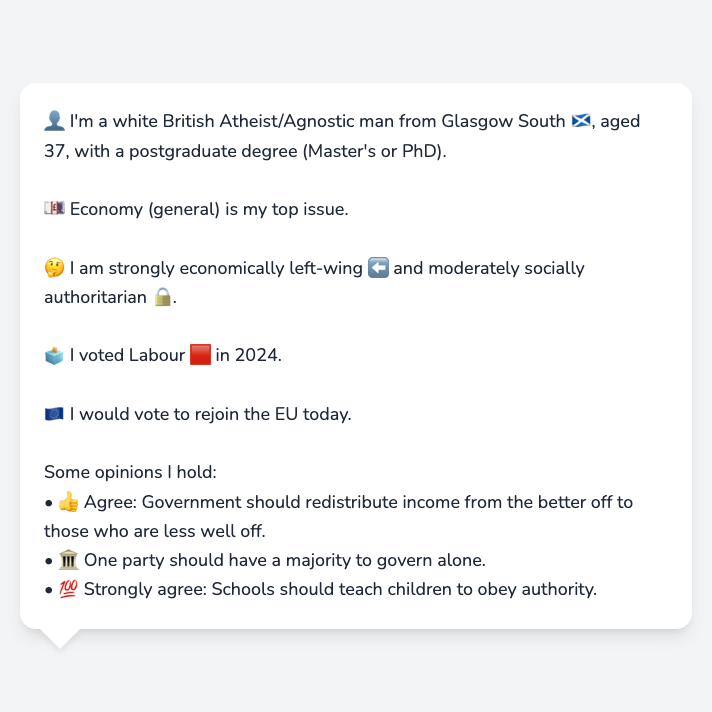 👤 I'm a white British Atheist/Agnostic man from Glasgow South 🏴󠁧󠁢󠁳󠁣󠁴󠁿, aged
37, with a postgraduate degree (Master's or PhD).
💷 Economy (general) is my top issue.
🤔 I am strongly economically left-wing ⬅️ and moderately socially
authoritarian 🔒.
🗳️ I voted Labour 🟥 in 2024.
🇪🇺 I would vote to rejoin the EU today.
Some opinions I hold:
• 👍 Agree: Government should redistribute income from the better off to
those who are less well off.
• 🏛️ One party should have a majority to govern alone.
• 💯 Strongly agree: Schools should teach children to obey authority.